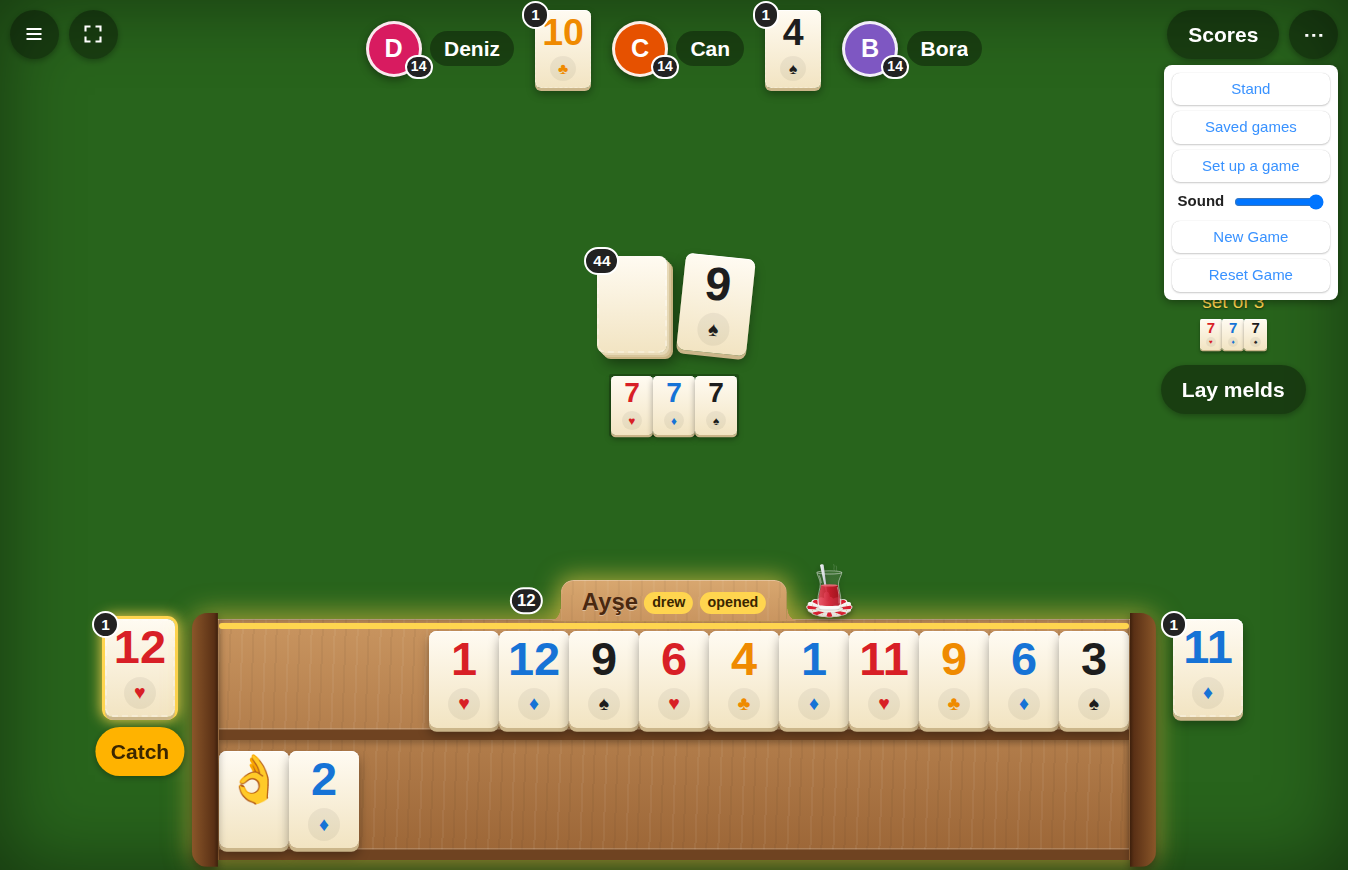 D
14
Deniz
1
10
♣
C
14
Can
1
4
♠
B
14
Bora
Scores
...
Stand
Saved games
Set up a game
Sound
New Game
Reset Game
set of 3
7 7 7
♥ ♦ ♠
Lay melds
44
9
♠
7 7 7
♥ ♦ ♠
12
Ayşe drew opened
1
12
♥
Catch
1 12 9 6 4 1 11 9 6 3
♥ ♦ ♠ ♥ ♣ ♦ ♥ ♣ ♦ ♠
👌 2
♦
1
11
♦